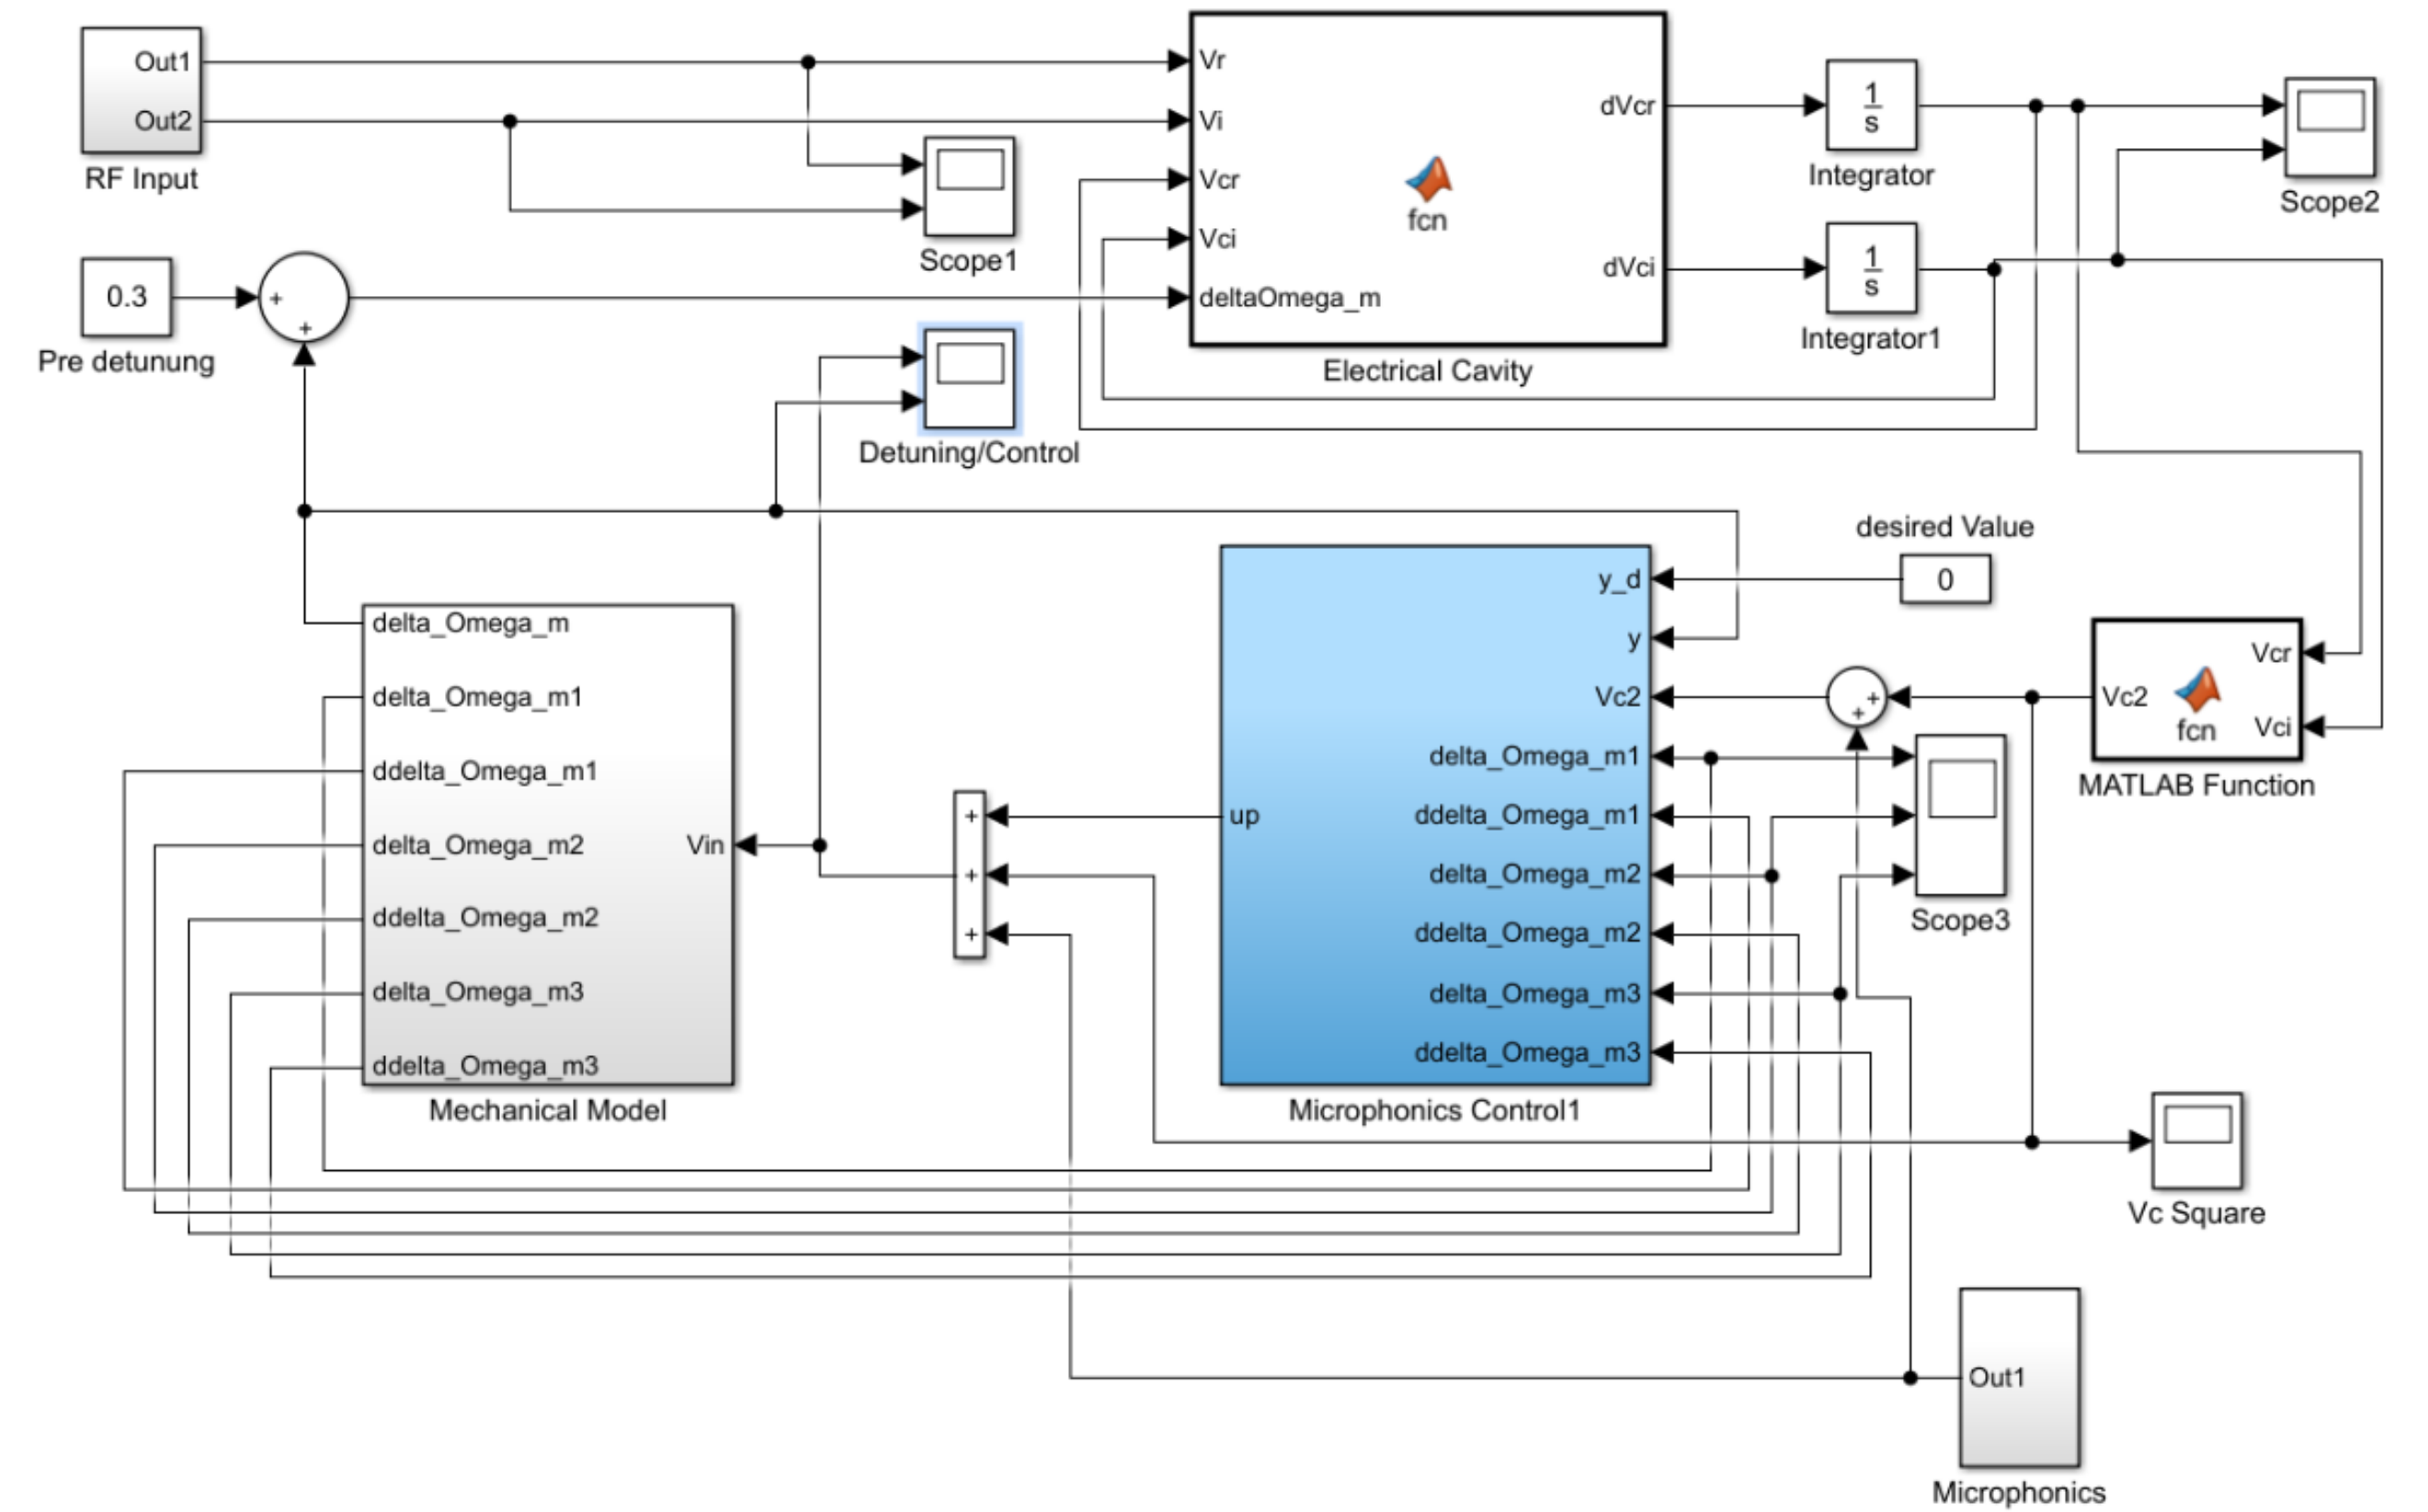 Out1
Out2
RF Input
Vr
Vi
Vcr
Vci
deltaOmega_m
fcn
dVcr
dVci
Electrical Cavity
1
s
Integrator
1
s
Integrator1
Scope2
Scope1
0.3
+
+
Pre detunung
Detuning/Control
desired Value
0
delta_Omega_m
delta_Omega_m1
ddelta_Omega_m1
delta_Omega_m2
ddelta_Omega_m2
delta_Omega_m3
ddelta_Omega_m3
Vin
Mechanical Model
+
+
+
up
y_d
y
Vc2
delta_Omega_m1
ddelta_Omega_m1
delta_Omega_m2
ddelta_Omega_m2
delta_Omega_m3
ddelta_Omega_m3
Microphonics Control1
+
+
Vc2
fcn
Vcr
Vci
MATLAB Function
Scope3
Vc Square
Out1
Microphonics